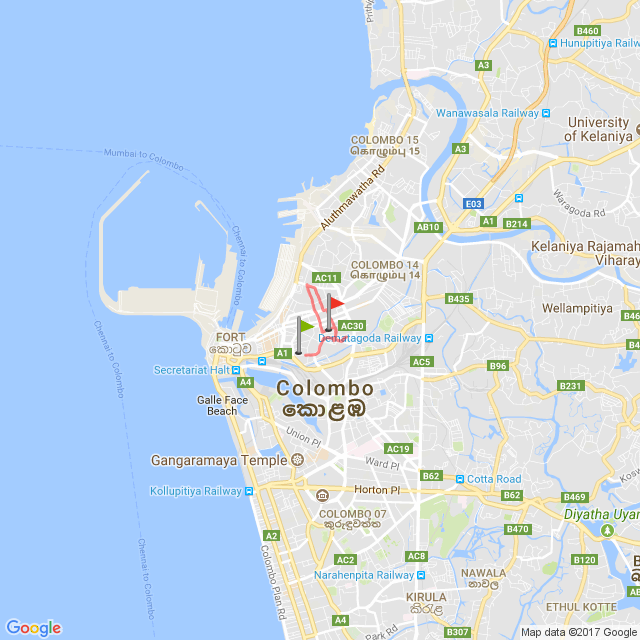 Prithy
B460
Hunupitiya Railway
A3
Wanawasala Railway
University
of Kelaniya
COLOMBO 15
கொழும்பு 15
A3
Mumbai to Colombo
Aluthmawatha Rd
E03
A1
Waragoda Rd
AB10
B214
Chennai to Colombo
Kelaniya Rajamah
Viharay
COLOMBO 14
கொழும்பு 14
AC11
B435
Wellampitiya
B46
AC30
FORT
කොටුව
Dematagoda Railway
A1
AC5
B96
Secretariat Halt
A4
Colombo
කොළඹ
B231
Galle Face
Beach
Chennai to Colombo
Union Pl
AC19
Gangaramaya Temple
Ward Pl
B62
Cotta Road
Kollupitiya Railway
Horton Pl
B62
B469
COLOMBO 07
කුරුඳුවත්ත
Diyatha Uyan
B470
A2
AC2
AC8
B120
Chennai to Colombo
Colombo Plan Rd
Narahenpita Railway
NAWALA
නාවල
KIRULA
කිරුළ
ETHUL KOTTE
A4
Park Rd
B307
Google
Map data ©2017 Google